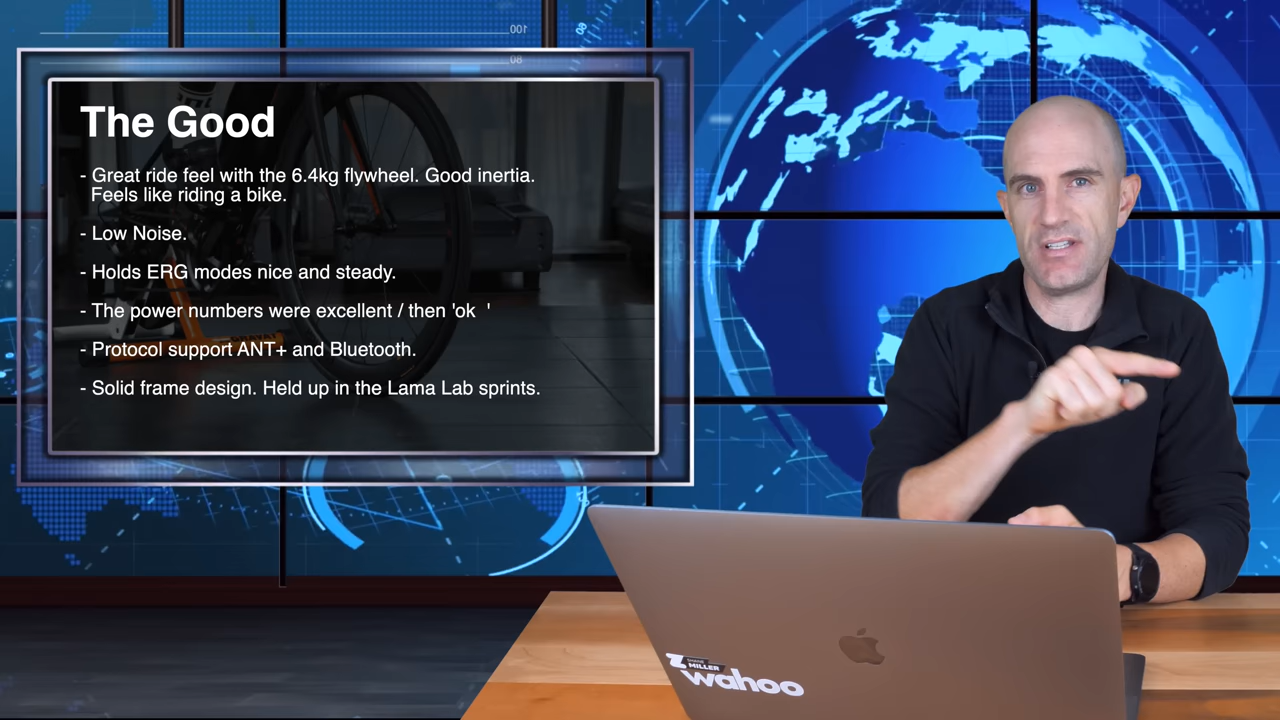 The Good
- Great ride feel with the 6.4kg flywheel. Good inertia.
Feels like riding a bike.
- Low Noise.
- Holds ERG modes nice and steady.
- The power numbers were excellent / then 'ok '
- Protocol support ANT+ and Bluetooth.
- Solid frame design. Held up in the Lama Lab sprints.
100
80
SHANE
MILLER
wahoo